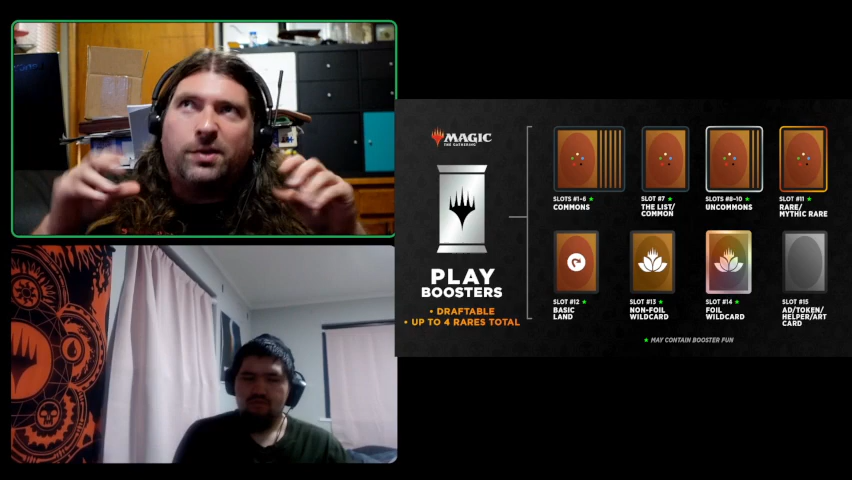 MAGIC
THE GATHERING
PLAY
BOOSTERS
• DRAFTABLE
• UP TO 4 RARES TOTAL
SLOTS #1-6 ★
COMMONS
SLOT #7 ★
THE LIST/
COMMON
SLOTS #8-10 ★
UNCOMMONS
SLOT #11 ★
RARE/
MYTHIC RARE
SLOT #12 ★
BASIC
LAND
SLOT #13 ★
NON-FOIL
WILDCARD
SLOT #14 ★
FOIL
WILDCARD
SLOT #15
AD/TOKEN/
HELPER/ART
CARD
★ MAY CONTAIN BOOSTER FUN